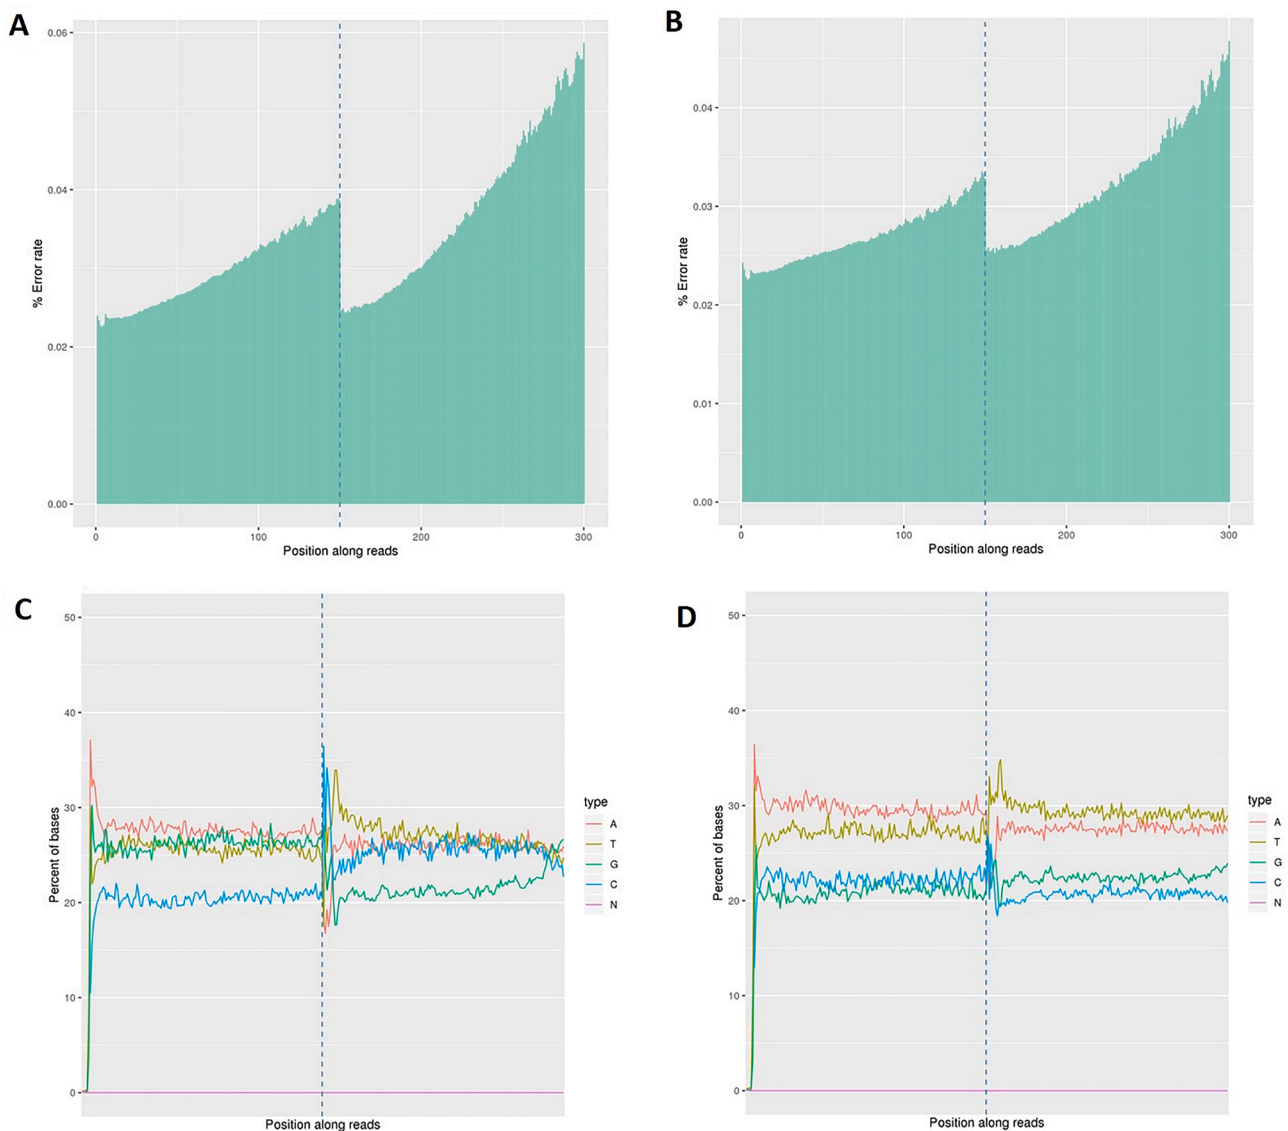 A
0.06
0.04
0.02
0.00
% Error rate
0
100
200
300
Position along reads
B
0.04
0.03
0.02
0.01
0.00
% Error rate
0
100
200
300
Position along reads
C
50
40
30
20
10
0
Percent of bases
Position along reads
type
A
T
G
C
N
D
50
40
30
20
10
0
Percent of bases
Position along reads
type
A
T
G
C
N